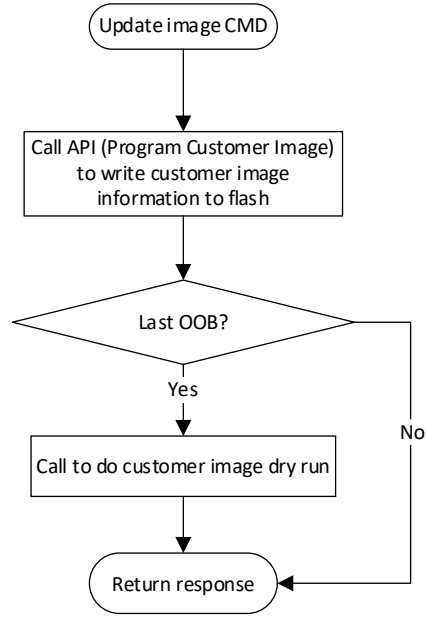 Update image CMD
Call API (Program Customer Image)
to write customer image
information to flash
Last OOB?
Yes
No
Call to do customer image dry run
Return response